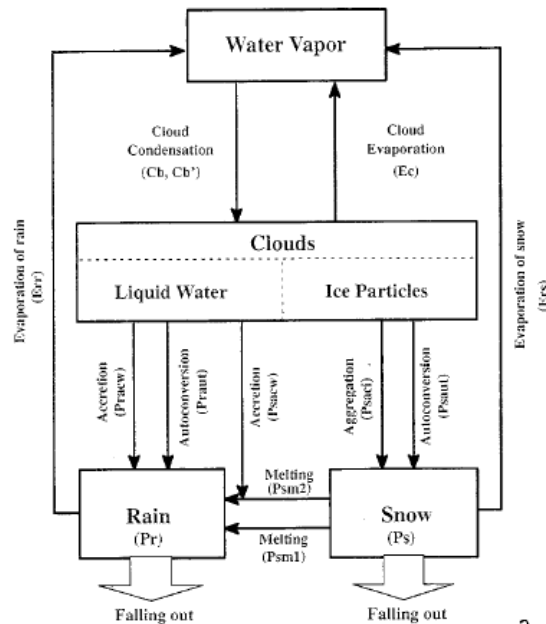 Water Vapor
Cloud
Condensation
(Cb, Cb')
Cloud
Evaporation
(Ec)
Evaporation of rain
(Err)
Evaporation of snow
(Ers)
Clouds
Liquid Water
Ice Particles
Accretion
(Pracw)
Autoconversion
(Praut)
Accretion
(Psacw)
Aggregation
(Psaci)
Autoconversion
(Psaut)
Melting
(Psm2)
Rain
(Pr)
Melting
(Psm1)
Snow
(Ps)
Falling out
Falling out